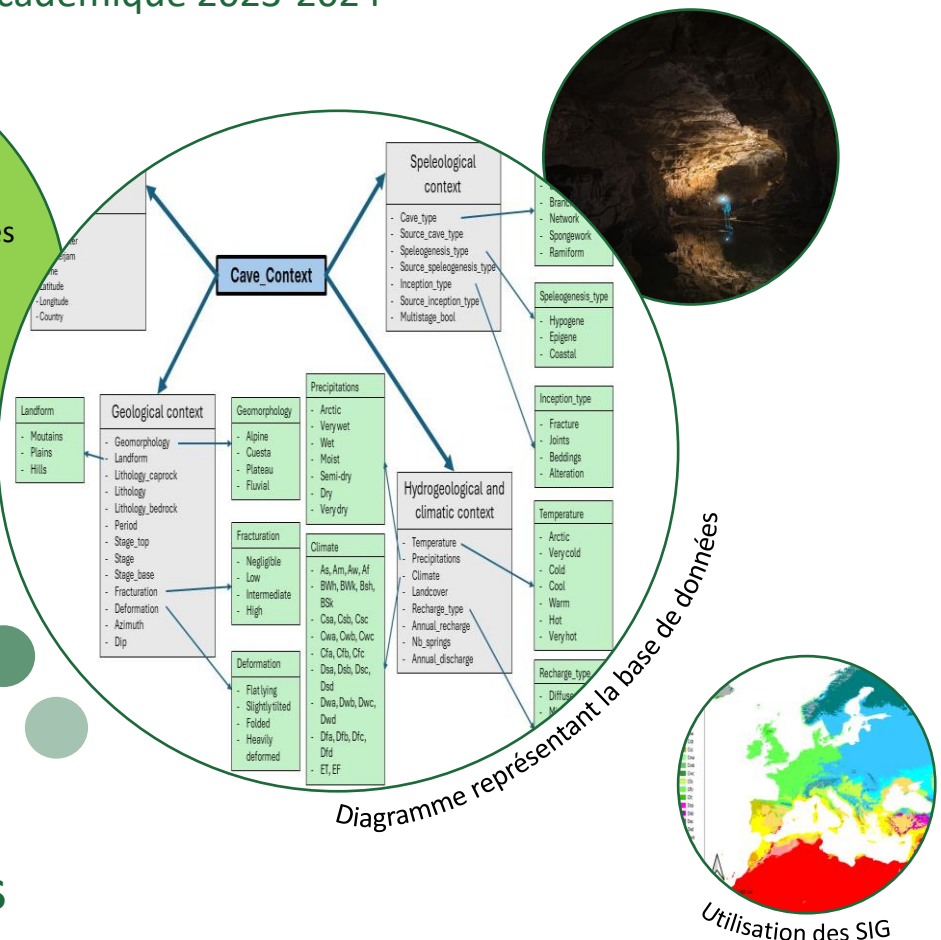 2023-2024
Speleological
context
- Cave_type
- Source_cave_type
- Speleogenesis_type
- Source_speleogenesis_type
- Inception_type
- Source_inception_type
- Multistage_bool
- Network
- Spongework
- Ramiform
Speleogenesis_type
- Hypogene
- Epigene
- Coastal
Inception_type
- Fracture
- Joints
- Beddings
- Alteration
Cave_Context
- Longitude
- Country
Landform
- Moutains
- Plains
- Hills
Geological context
- Geomorphology
- Landform
- Lithology_caprock
- Lithology
- Lithology_bedrock
- Period
- Stage_top
- Stage
- Stage_base
- Fracturation
- Deformation
- Azimuth
- Dip
Geomorphology
- Alpine
- Cuesta
- Plateau
- Fluvial
Fracturation
- Negligible
- Low
- Intermediate
- High
Deformation
- Flatlying
- Slightly tilted
- Folded
- Heavily
deformed
Precipitations
- Arctic
- Very wet
- Wet
- Moist
- Semi-dry
- Dry
- Very dry
Climate
- As, Am, Aw, Af
- BWh, BWk, Bsh,
BSk
- Csa, Csb, Csc
- Cwa, Cwb, Cwc
- Cfa, Cfb, Cfc
- Dsa, Dsb, Dsc,
Dsd
- Dwa, Dwb, Dwc,
Dwd
- Dfa, Dfb, Dfc,
Dfd
- ET, EF
Hydrogeological and
climatic context
- Temperature
- Precipitations
- Climate
- Landcover
- Recharge_type
- Annual_recharge
- Nb_springs
- Annual_discharge
Temperature
- Arctic
- Very cold
- Cold
- Cool
- Warm
- Hot
- Very hot
Recharge_type
- Diffuse
Diagramme représentant la base de données
Utilisation des SIG